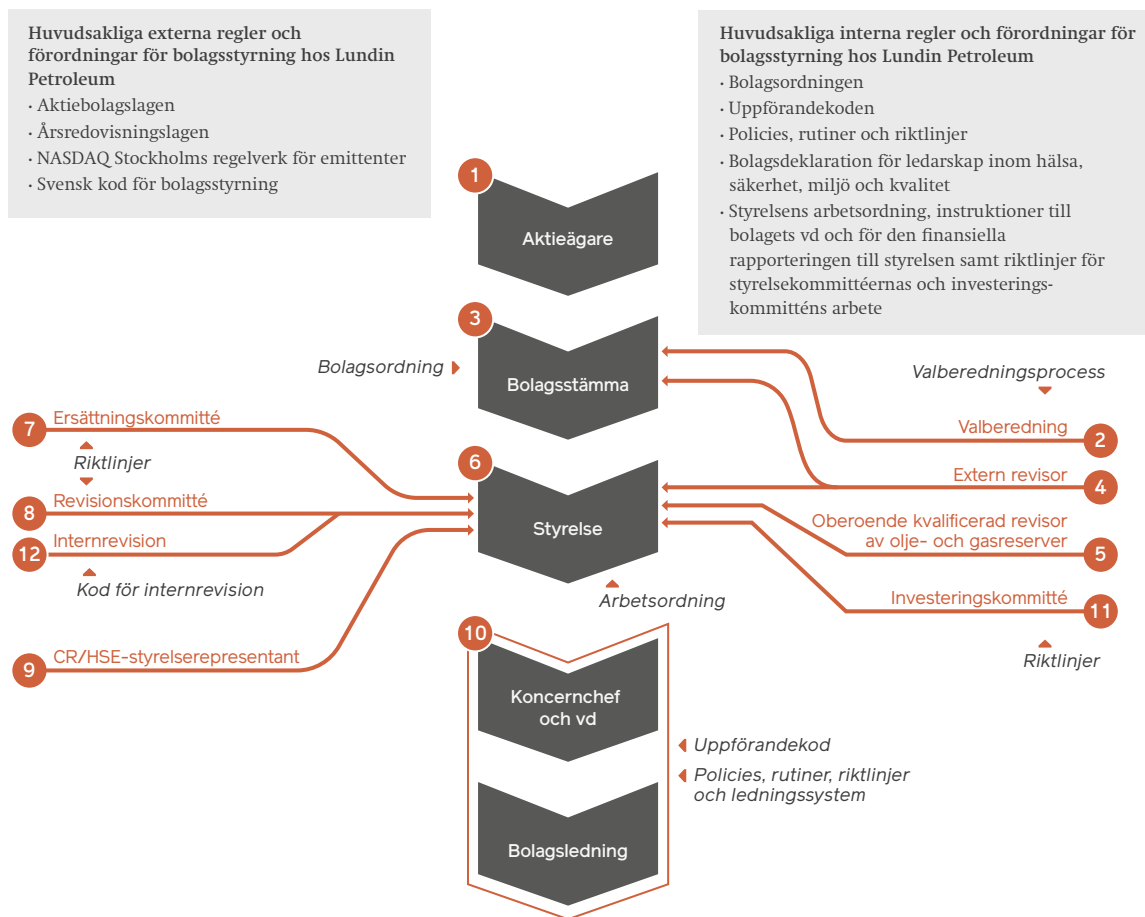 Huvudsakliga externa regler och
förordningar för bolagsstyrning hos Lundin
Petroleum
· Aktiebolagslagen
· Årsredovisningslagen
· NASDAQ Stockholms regelverk för emittenter
· Svensk kod för bolagsstyrning
Huvudsakliga interna regler och förordningar för
bolagsstyrning hos Lundin Petroleum
· Bolagsordningen
· Uppförandekoden
· Policies, rutiner och riktlinjer
· Bolagsdeklaration för ledarskap inom hälsa,
säkerhet, miljö och kvalitet
· Styrelsens arbetsordning, instruktioner till
bolagets vd och för den finansiella
rapporteringen till styrelsen samt riktlinjer för
styrelsekommittéernas och investerings-
kommitténs arbete
1
Aktieägare
3
Bolagsstämma
Bolagsordning
Valberedningsprocess
Valberedning
2
Extern revisor
4
Oberoende kvalificerad revisor
av olje- och gasreserver
5
Investeringskommitté
11
Riktlinjer
7
Ersättningskommitté
Riktlinjer
8
Revisionskommitté
12
Internrevision
Kod för internrevision
9
CR/HSE-styrelserepresentant
6
Styrelse
Arbetsordning
10
Koncernchef
och vd
Uppförandekod
Policies, rutiner, riktlinjer
och ledningssystem
Bolagsledning